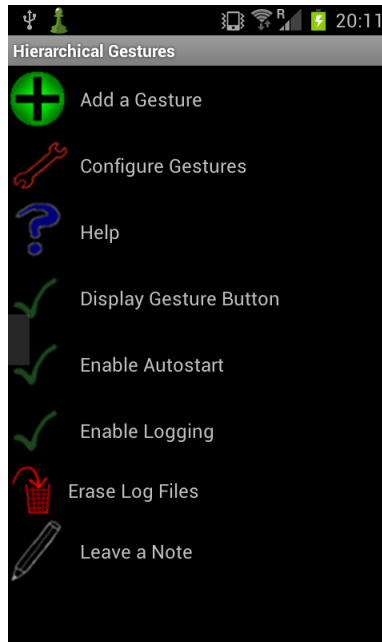 R 20:11
Hierarchical Gestures
Add a Gesture
Configure Gestures
Help
Display Gesture Button
Enable Autostart
Enable Logging
Erase Log Files
Leave a Note